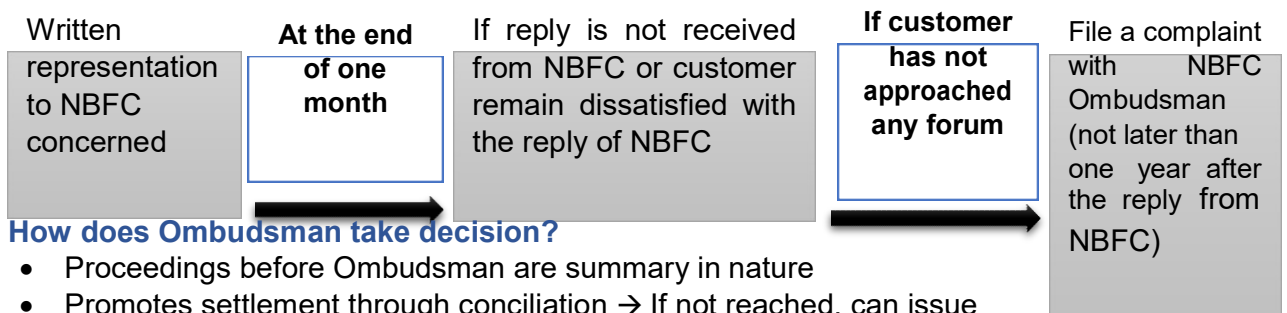 Written
representation
to NBFC
concerned
At the end
of one
month
If reply is not received
from NBFC or customer
remain dissatisfied with
the reply of NBFC
If customer
has not
approached
any forum
File a complaint
with NBFC
Ombudsman
(not later than
one year after
the reply from
NBFC)
How does Ombudsman take decision?
• Proceedings before Ombudsman are summary in nature
• Promotes settlement through conciliation → If not reached, can issue